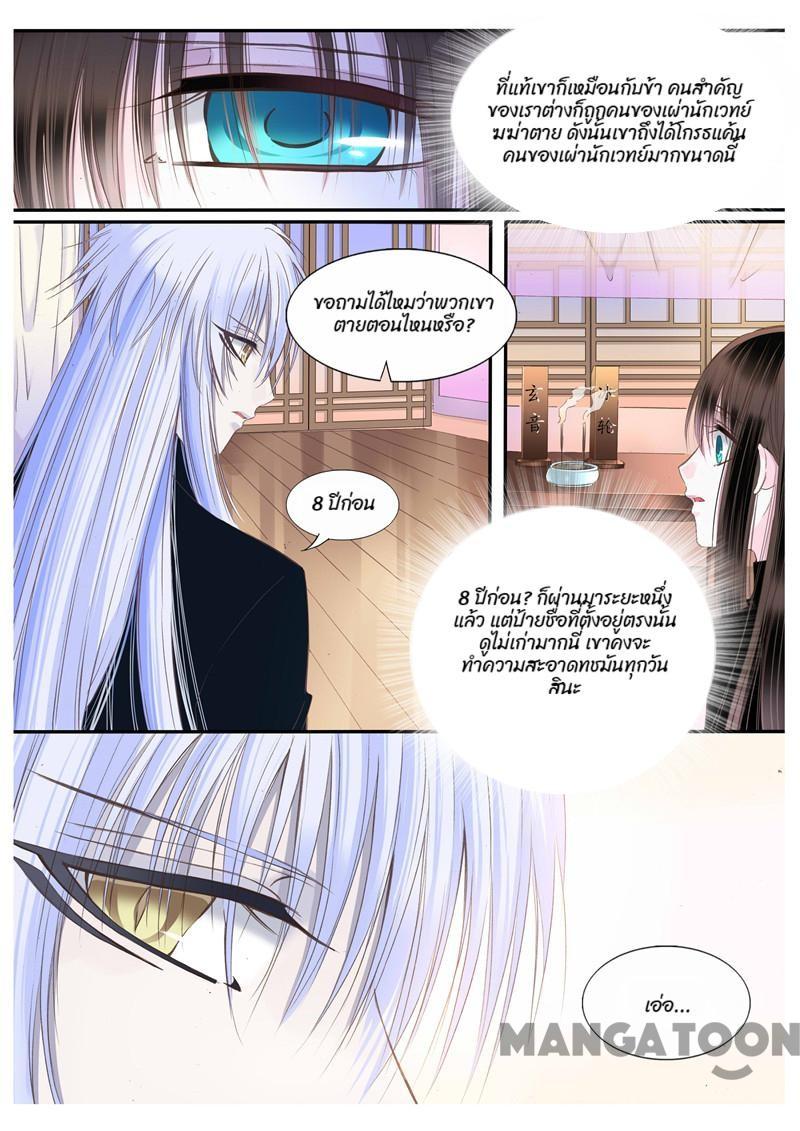 ที่แท้เขาก็เหมือนกับข้า คนสำคัญ
ของเราต่างก็ถูกคนของเผ่านักเวทย์
ฆฆ่าตาย ดังนั้นเขาถึงได้โกรธแค้น
คนของเผ่านักเวทย์มากขนาดนี้
ขอถามได้ไหมว่าพวกเขา
ตายตอนไหนหรือ?
玄音
冰轮
8 ปีก่อน
8 ปีก่อน? ก็ผ่านมาระยะหนึ่ง
แล้ว แต่ป้ายชื่อที่ตั้งอยู่ตรงนั้น
ดูไม่เก่ามากนี่ เขาคงจะ
ทำความสะอาดทชมันทุกวัน
สินะ
เอ่อ...
MANGATOON